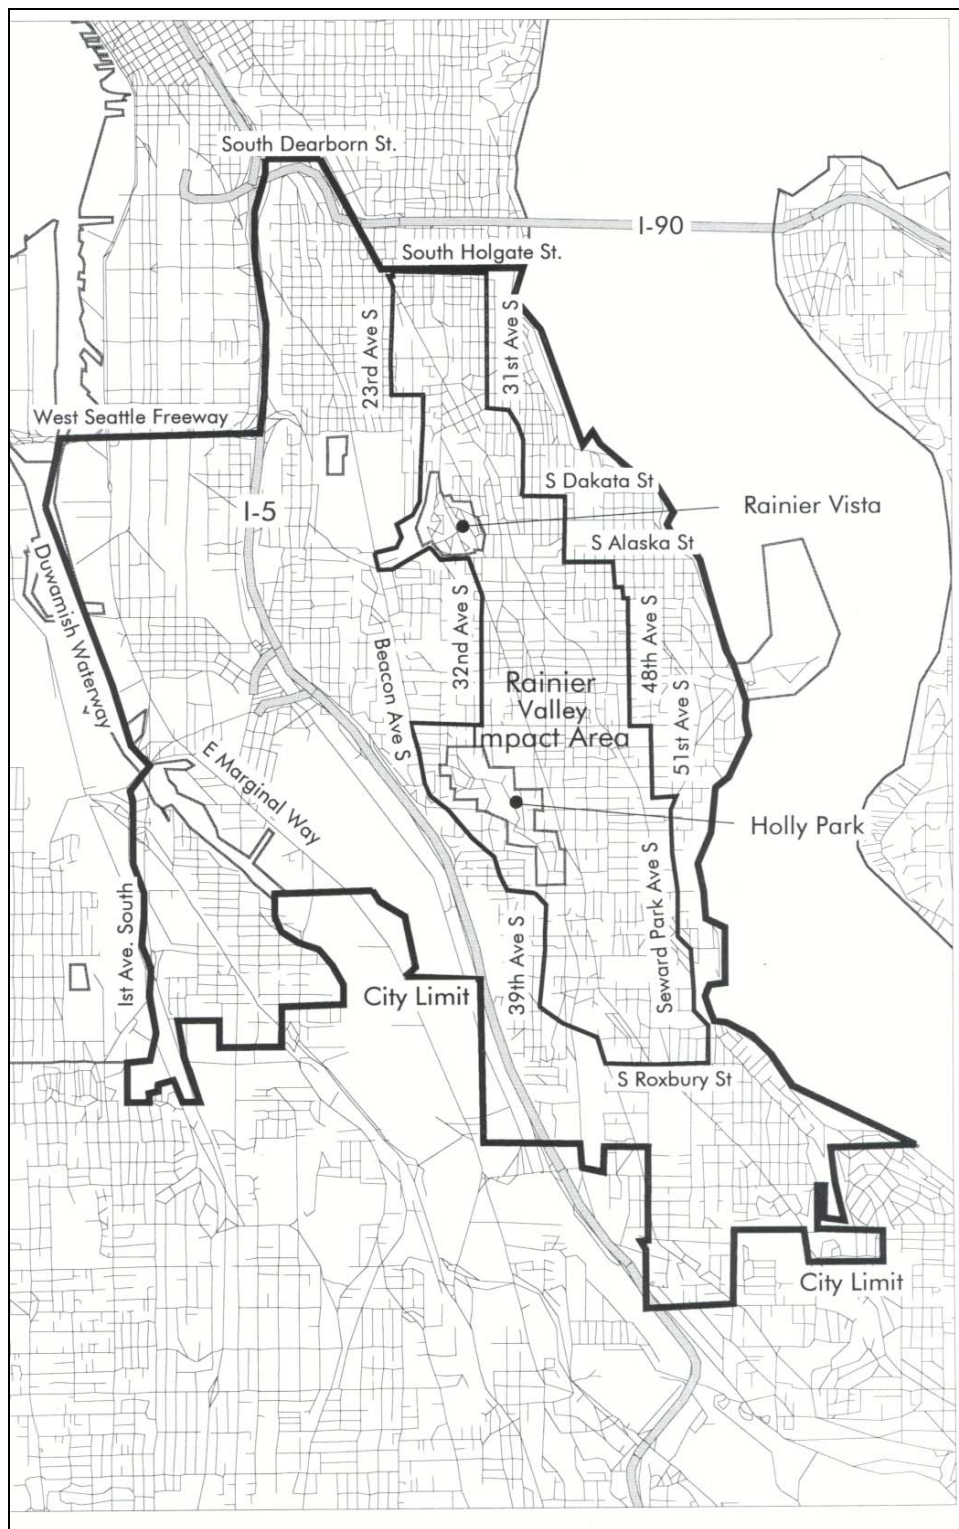 South Dearborn St.
I-90
South Holgate St.
23rd Ave S
31st Ave S
West Seattle Freeway
S Dakata St
Rainier Vista
I-5
S Alaska St
Duwamish Waterway
Beacon Ave S
32nd Ave S
48th Ave S
Rainier
Valley
Impact Area
51st Ave S
E Marginal Way
Holly Park
Seward Park Ave S
1st Ave. South
39th Ave S
City Limit
S Roxbury St
City Limit